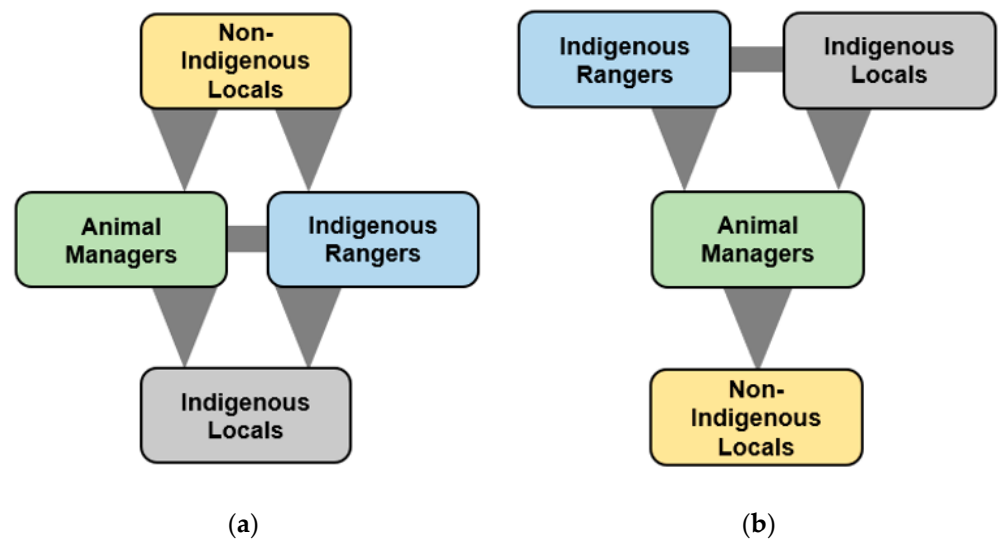 Non-
Indigenous
Locals
Animal
Managers
Indigenous
Rangers
Indigenous
Locals
(a)
Indigenous
Rangers
Indigenous
Locals
Animal
Managers
Non-
Indigenous
Locals
(b)